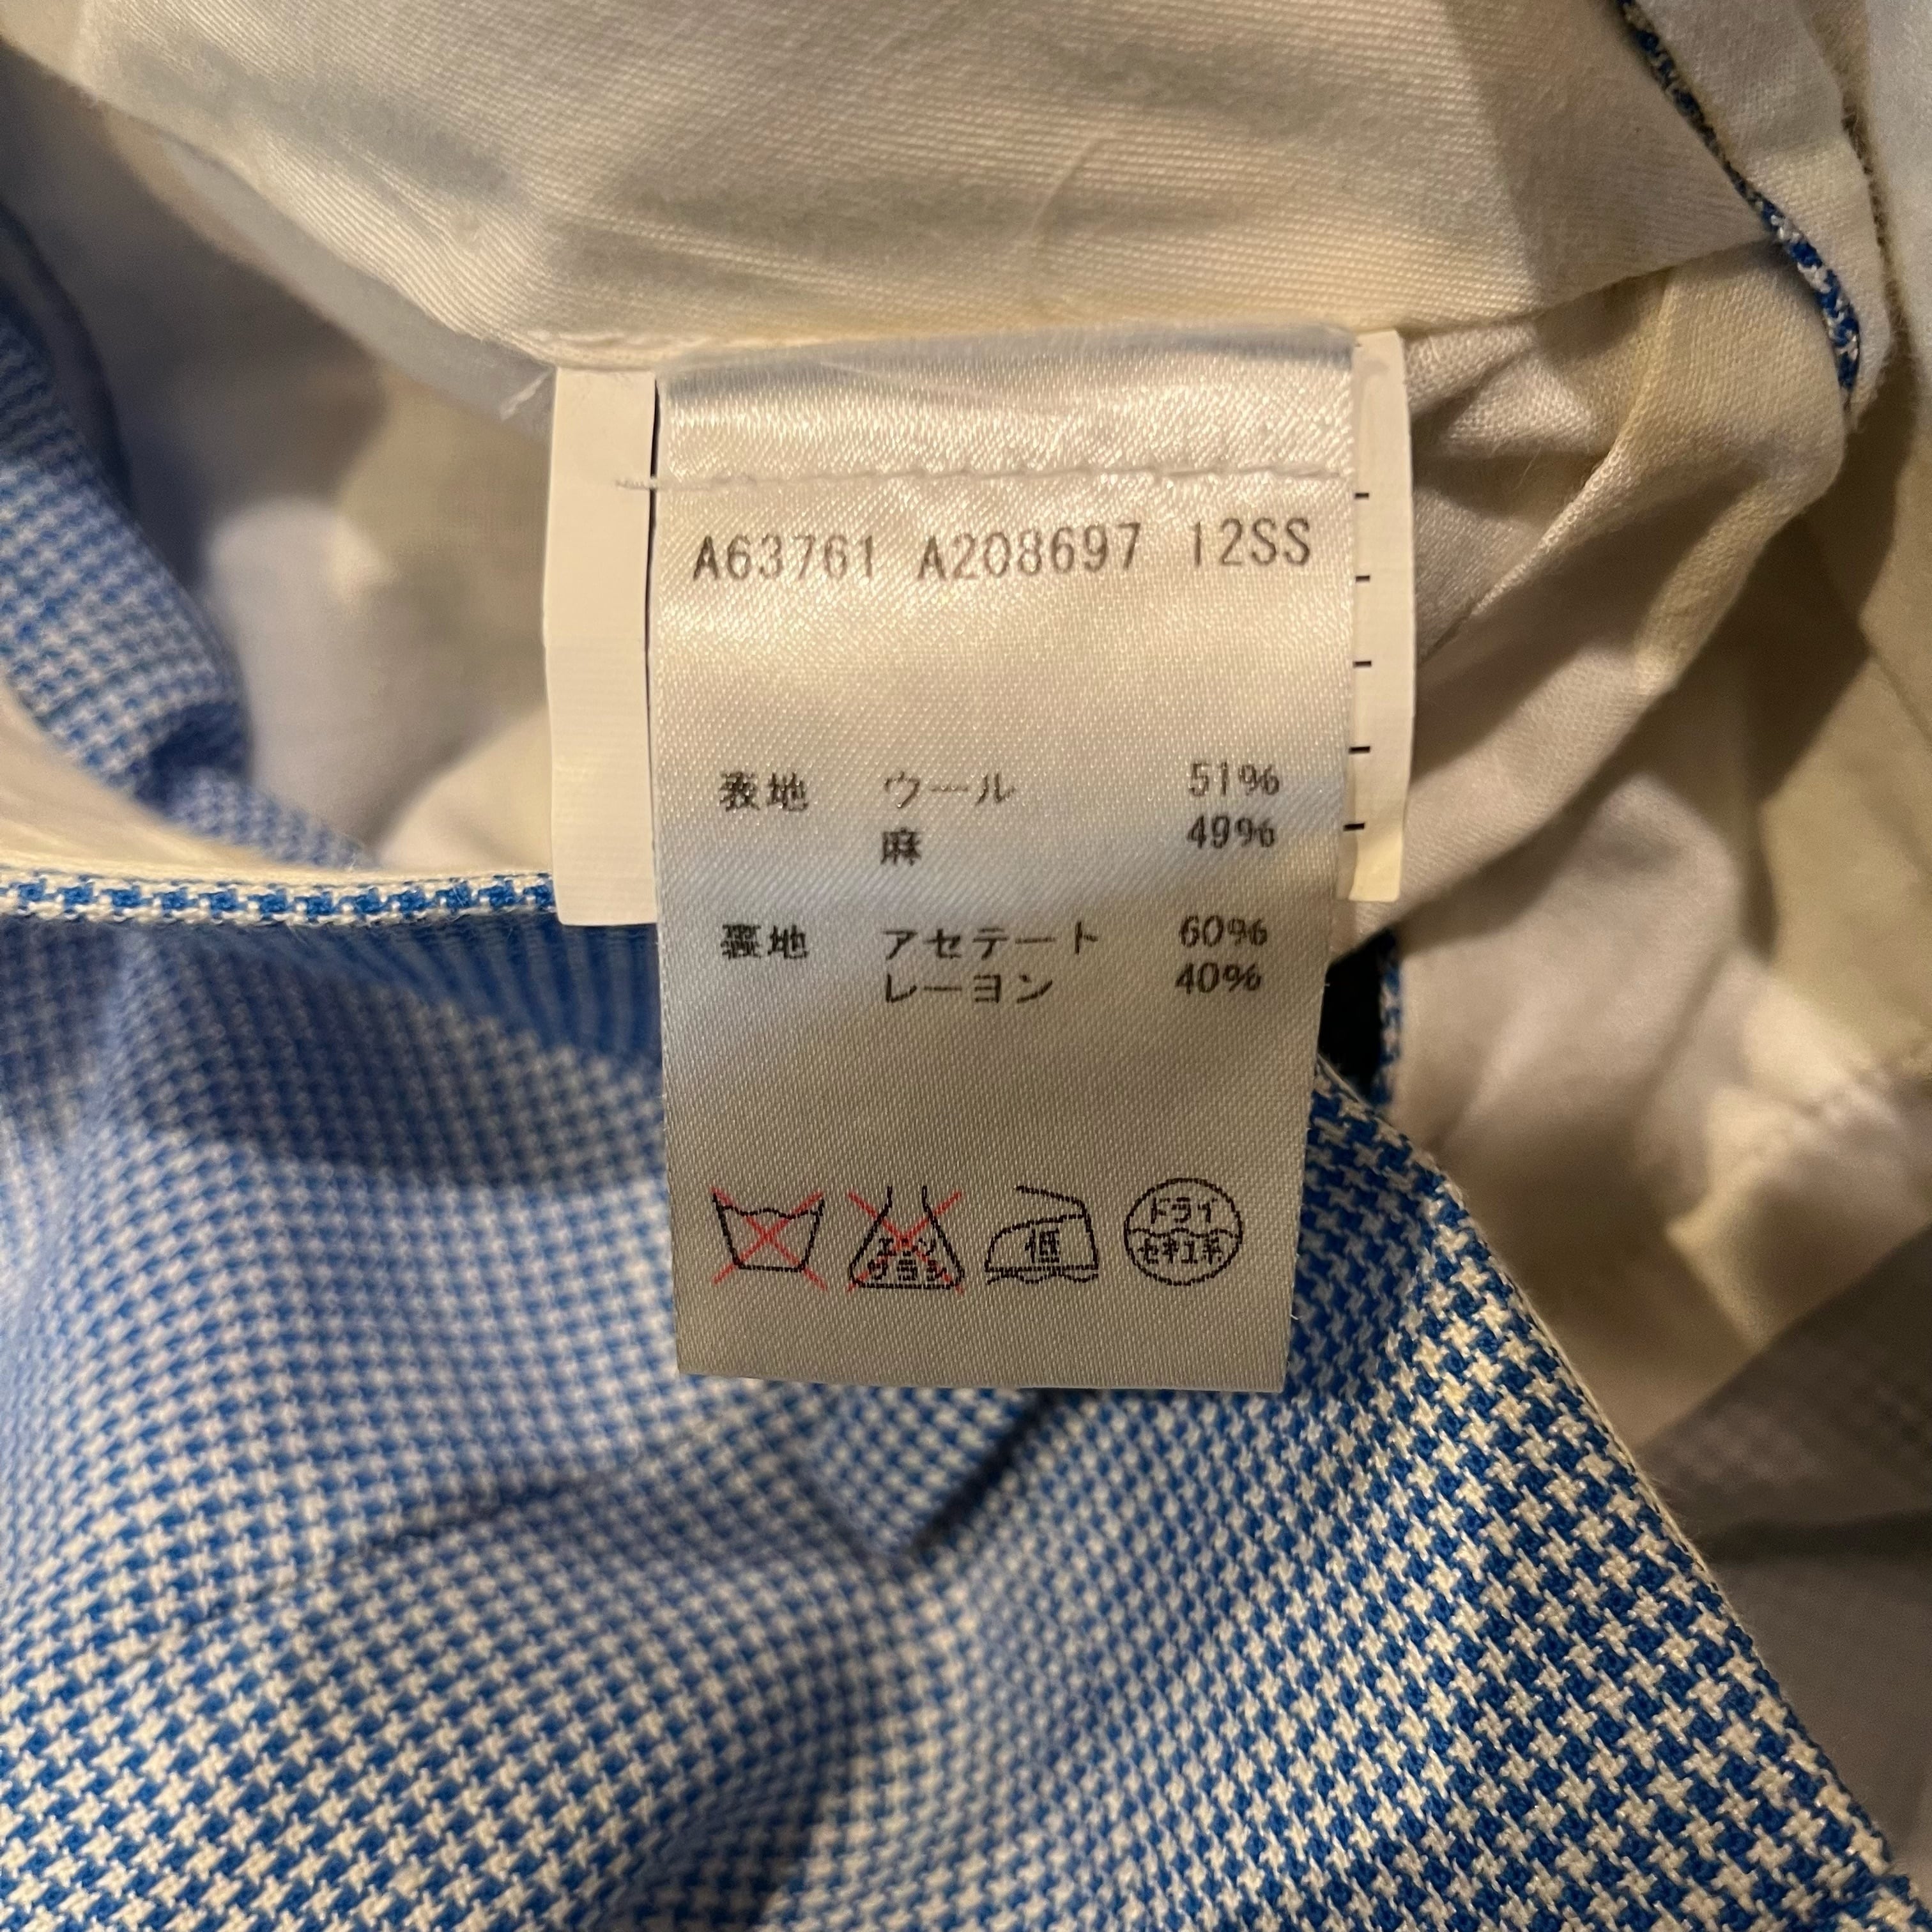 A63761 A208697 12SS
表地 ウール 51%
麻 49%
裏地 アセテート 60%
レーヨン 40%
エンソ
サラシ
低
ドライ
セキユ系